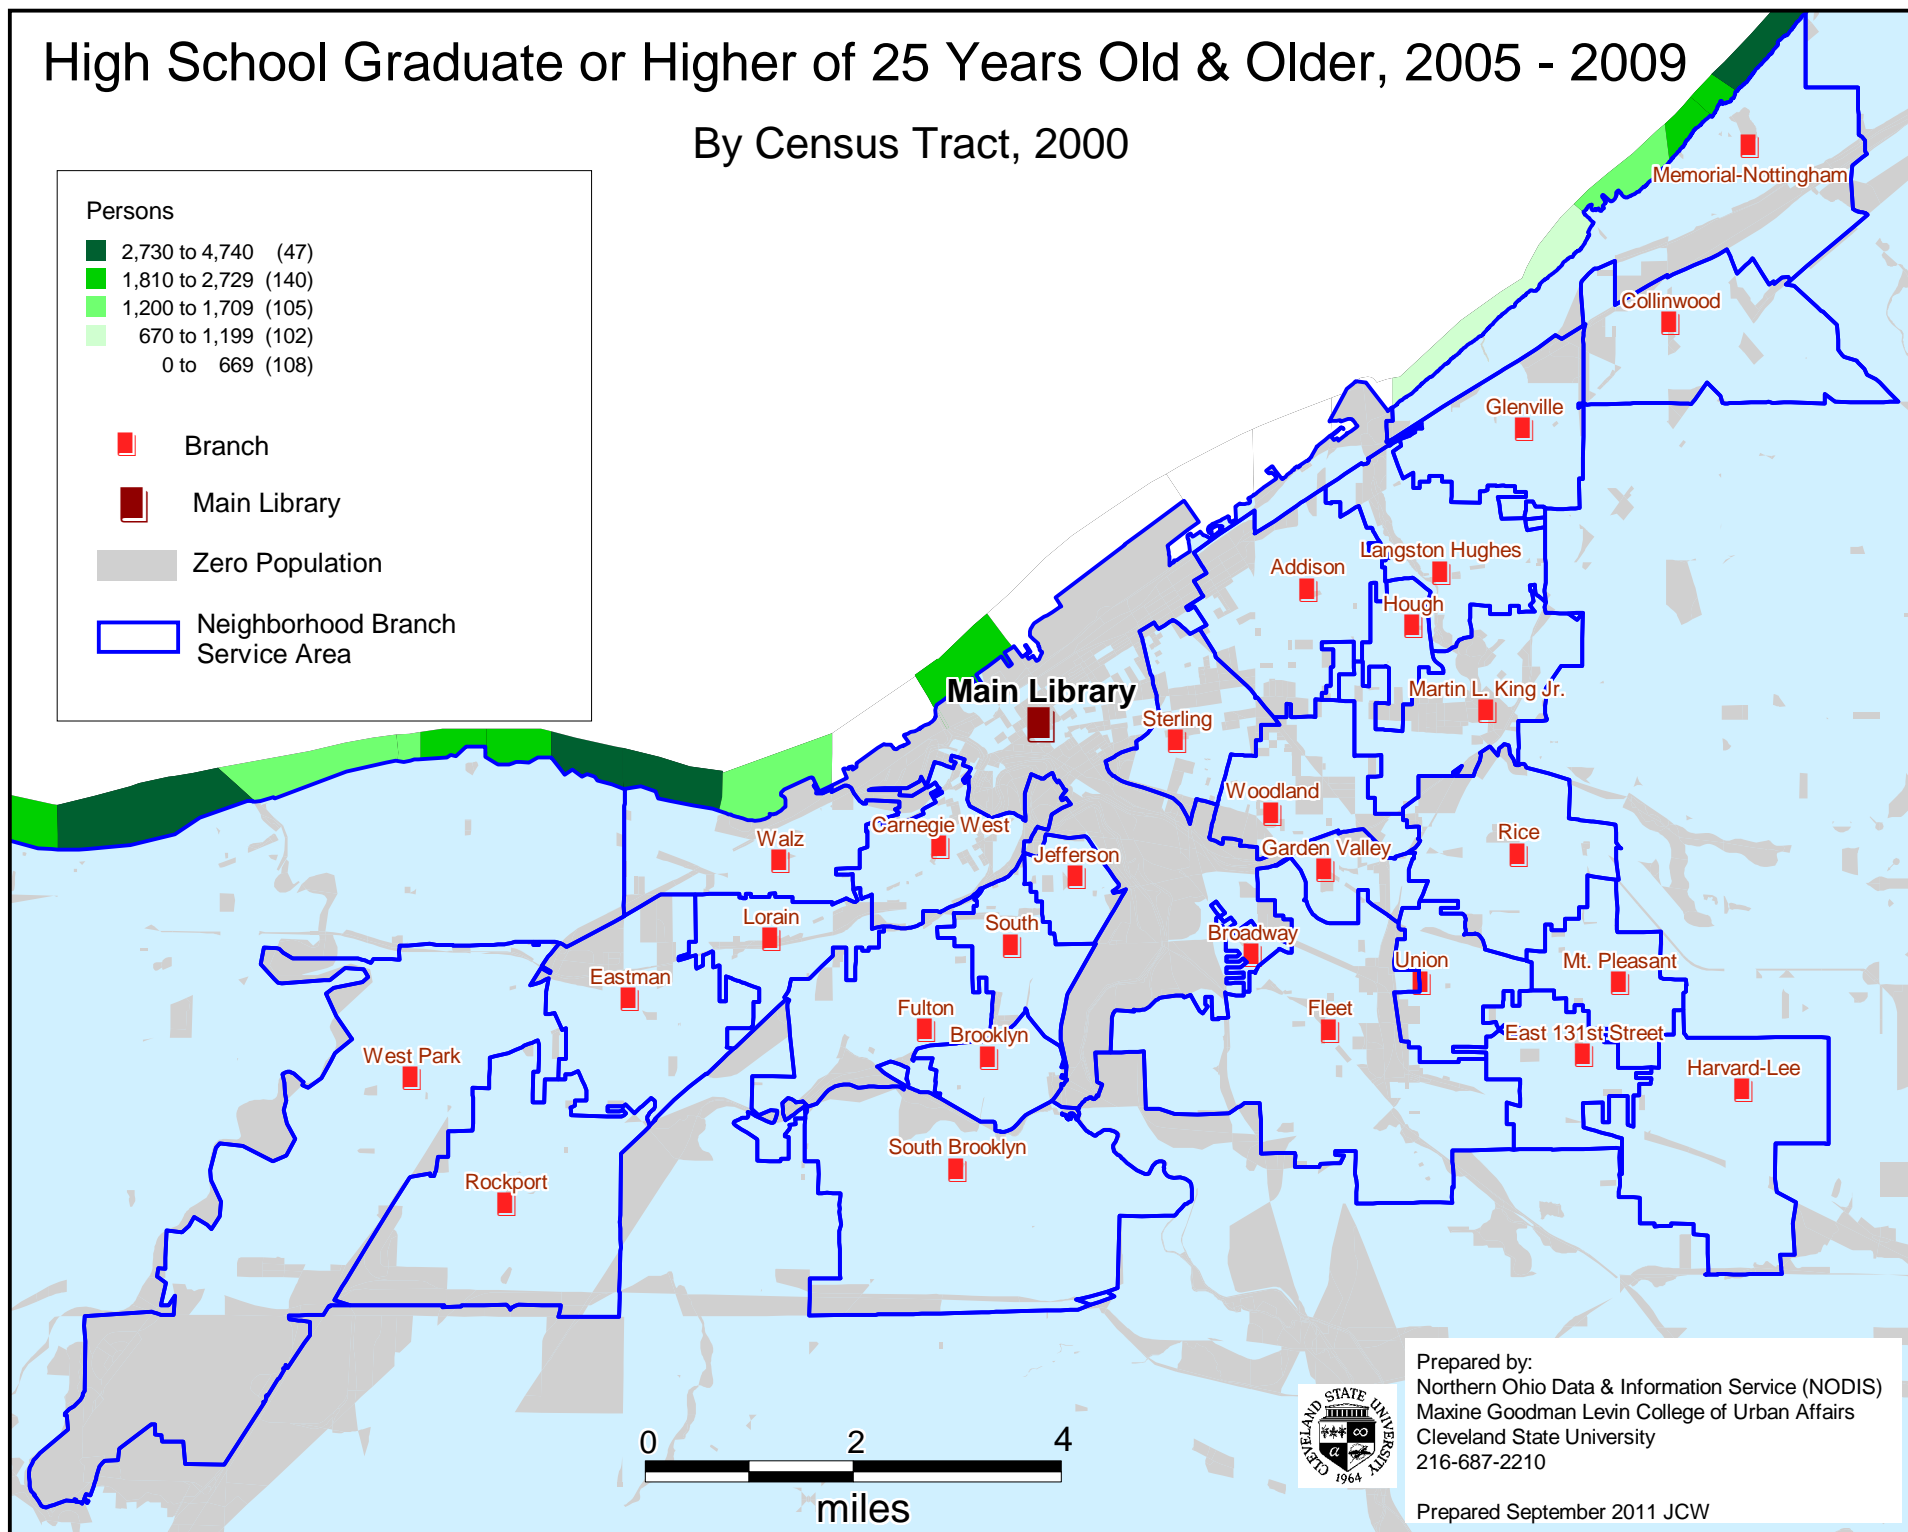 High School Graduate or Higher of 25 Years Old & Older, 2005 - 2009
By Census Tract, 2000
Persons
2,730 to 4,740 (47)
1,810 to 2,729 (140)
1,200 to 1,709 (105)
670 to 1,199 (102)
0 to 669 (108)
Branch
Main Library
Zero Population
Neighborhood Branch
Service Area
Memorial-Nottingham
Collinwood
Glenville
Langston Hughes
Addison
Hough
Main Library
Martin L. King Jr.
Sterling
Woodland
Walz
Carnegie West
Jefferson
Garden Valley
Rice
Lorain
South
Broadway
Union
Mt. Pleasant
Eastman
Fulton
Brooklyn
Fleet
East 131st Street
West Park
Harvard-Lee
South Brooklyn
Rockport
0 2 4
miles
CLEVELAND STATE UNIVERSITY
1964
Prepared by:
Northern Ohio Data & Information Service (NODIS)
Maxine Goodman Levin College of Urban Affairs
Cleveland State University
216-687-2210
Prepared September 2011 JCW